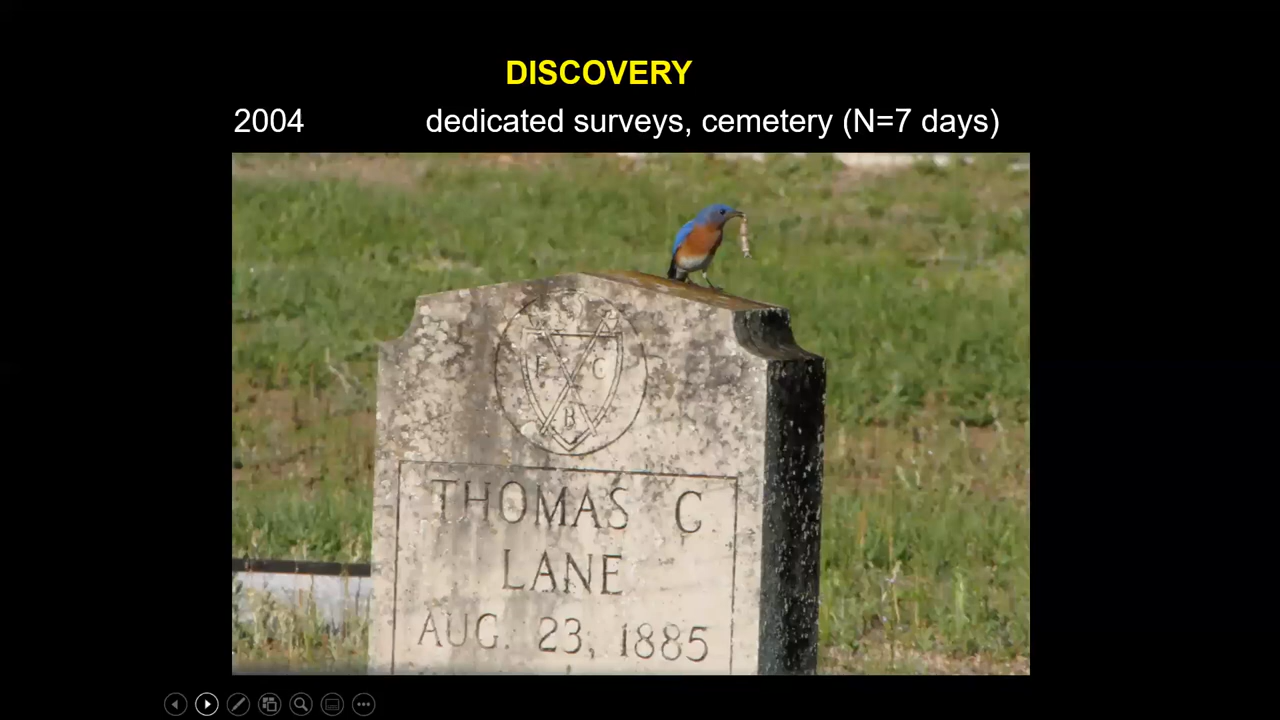 DISCOVERY
2004 dedicated surveys, cemetery (N=7 days)
F C
B
THOMAS C.
LANE
AUG. 23, 1885